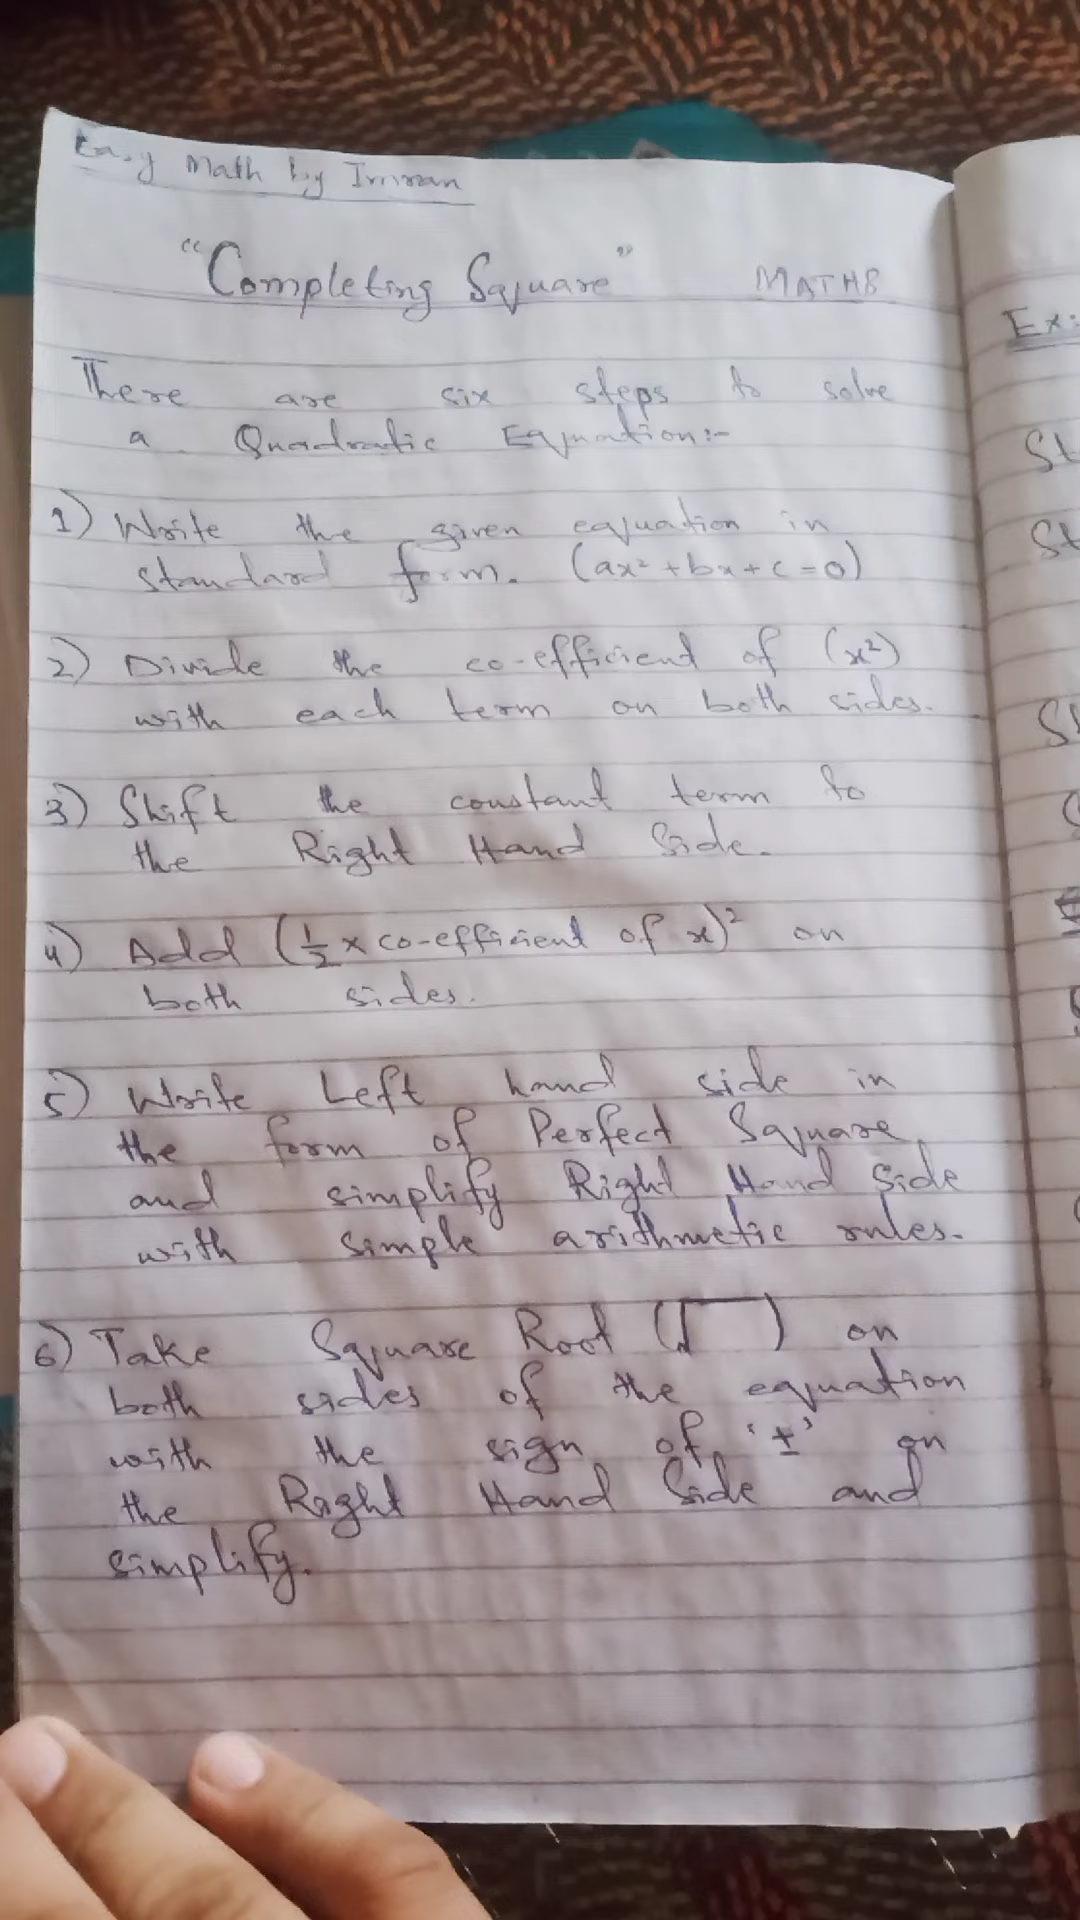 Easy Math by Imran
"Completing Square" MATH8
There are six steps to solve
a Quadratic Equation:-
1) Write the given equation in
standard form. (ax² + bx + c = 0)
2) Divide the co-efficient of (x²)
with each term on both sides.
3) Shift the constant term to
the Right Hand Side.
4) Add (½ × co-efficient of x)² on
both sides.
5) Write Left hand side in
the form of Perfect Square,
and simplify Right Hand Side
with simple arithmetic rules.
6) Take Square Root (√ ) on
both sides of the equation
with the sign of '±' on
the Right Hand Side and
simplify.
Ex:
St
St